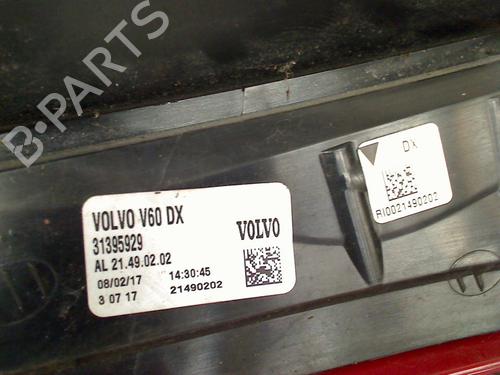 B-PARTS
DX
RI0021490202
VOLVO V60 DX
31395929
VOLVO
AL 21.49.02.02
08/02/17 14:30:45
3 07 17 21490202